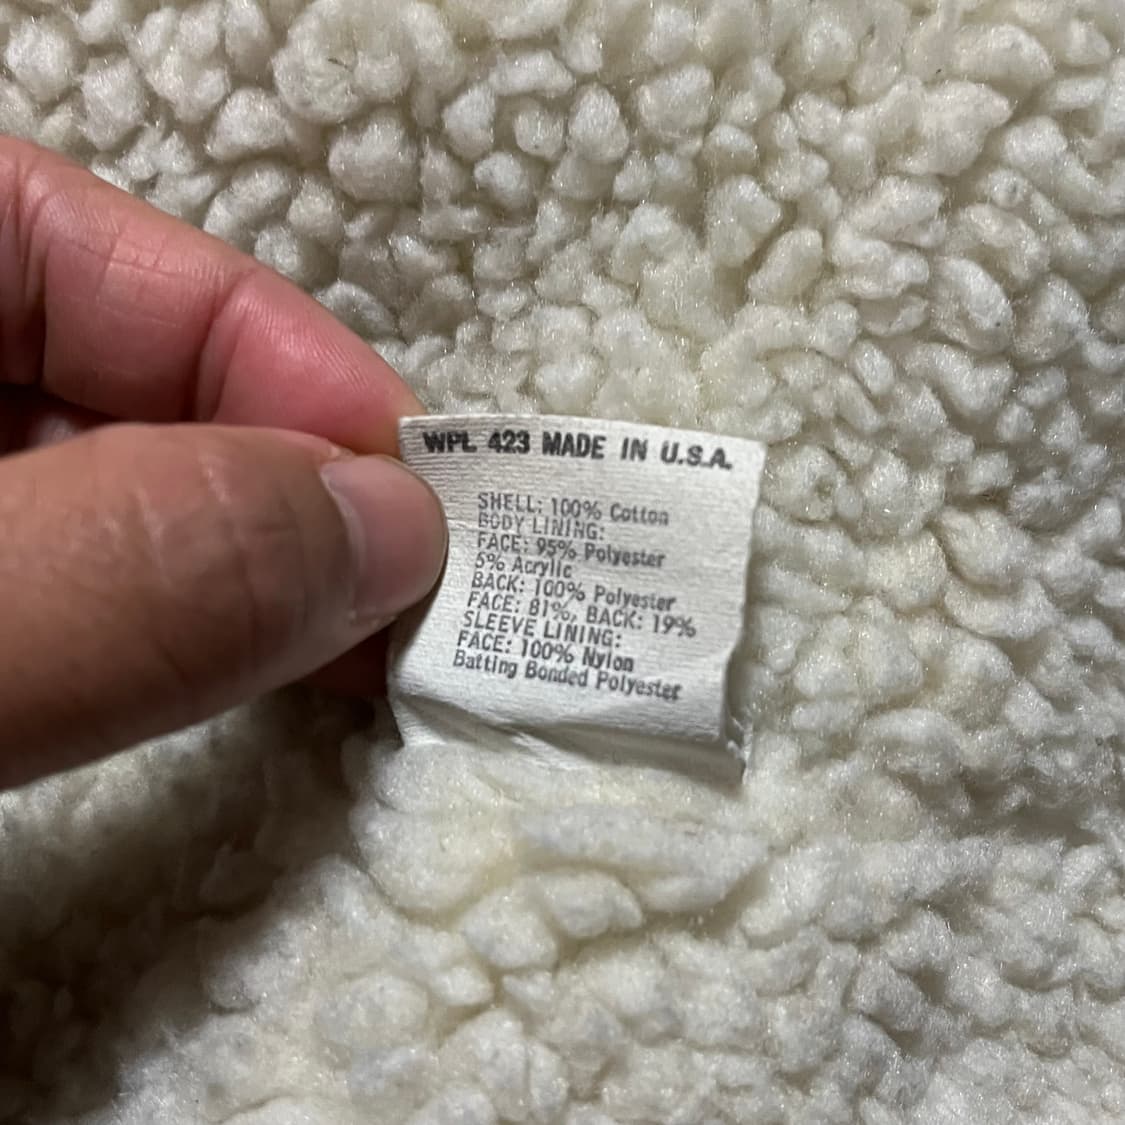 WPL 423 MADE IN U.S.A.
SHELL: 100% Cotton
BODY LINING:
FACE: 95% Polyester
5% Acrylic
BACK: 100% Polyester
FACE: 81%, BACK: 19%
SLEEVE LINING:
FACE: 100% Nylon
Batting Bonded Polyester